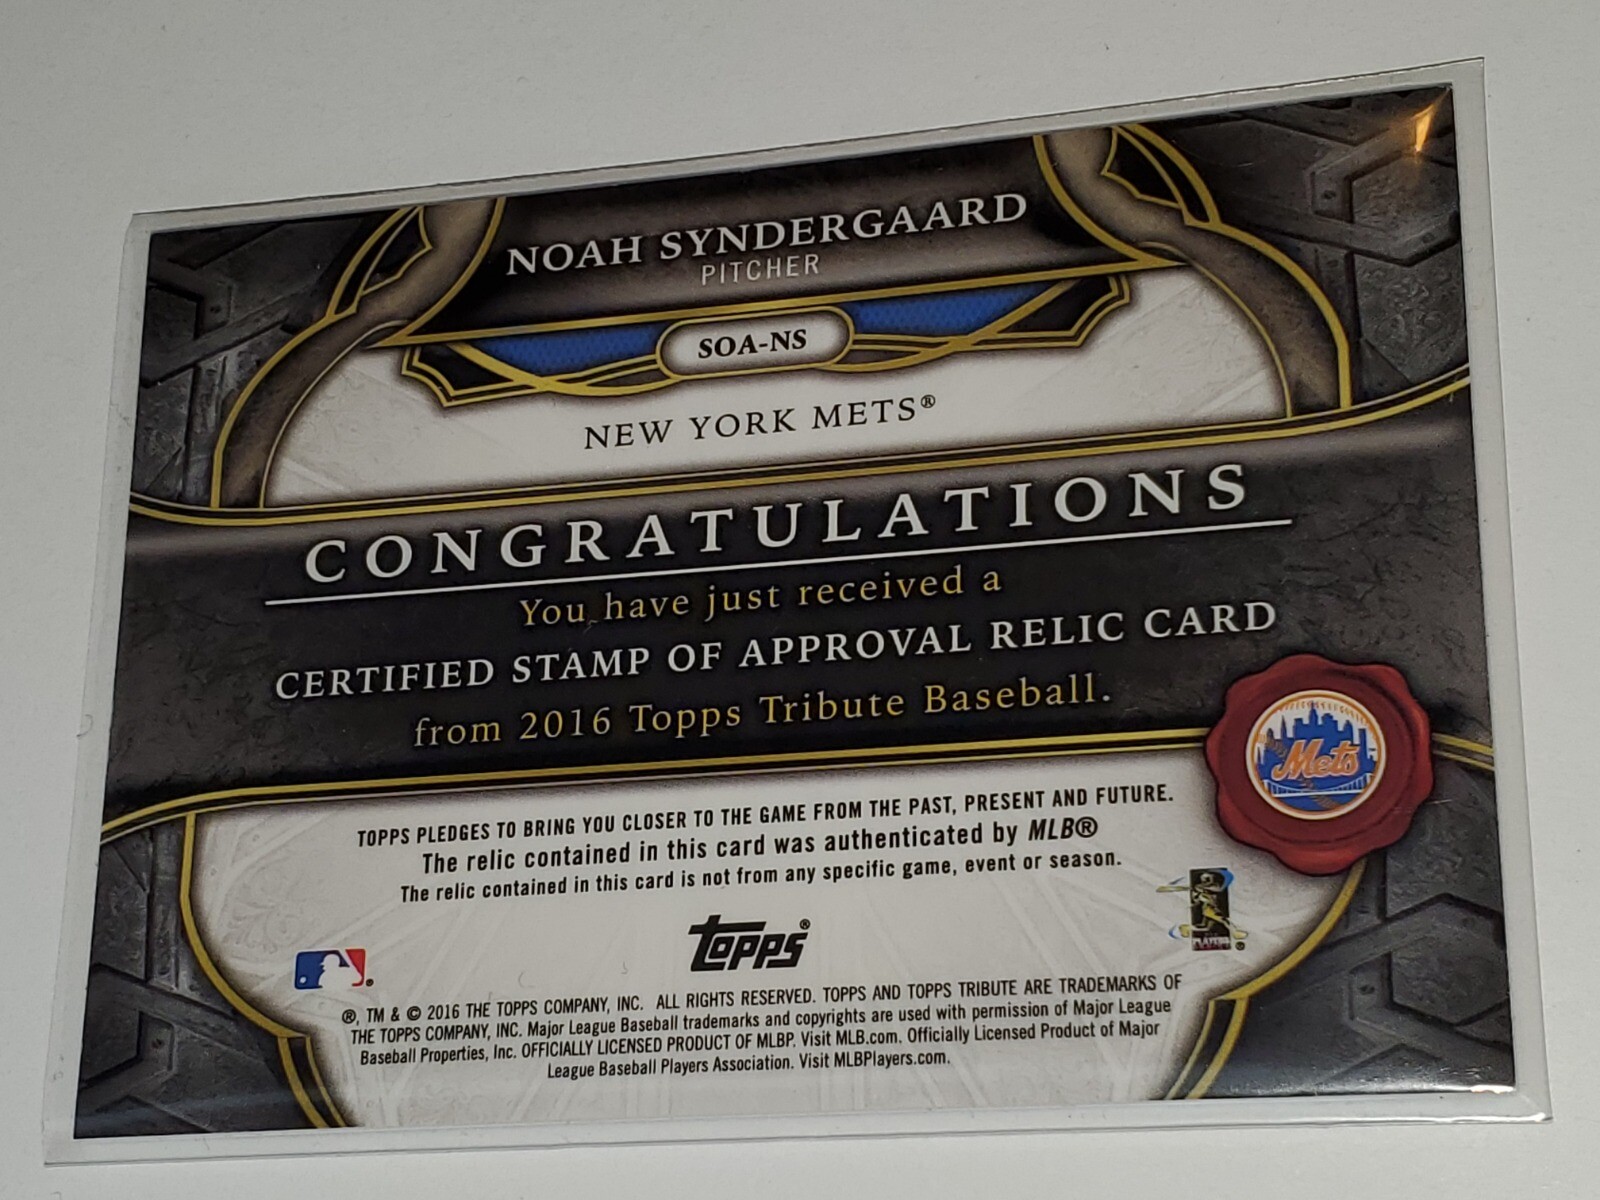 NOAH SYNDERGAARD
PITCHER
SOA-NS
NEW YORK METS®
CONGRATULATIONS
You have just received a
CERTIFIED STAMP OF APPROVAL RELIC CARD
from 2016 Topps Tribute Baseball.
Mets
TOPPS PLEDGES TO BRING YOU CLOSER TO THE GAME FROM THE PAST, PRESENT AND FUTURE.
The relic contained in this card was authenticated by MLB®
The relic contained in this card is not from any specific game, event or season.
topps®
PLAYERS
®, TM & © 2016 THE TOPPS COMPANY, INC. ALL RIGHTS RESERVED. TOPPS AND TOPPS TRIBUTE ARE TRADEMARKS OF
THE TOPPS COMPANY, INC. Major League Baseball trademarks and copyrights are used with permission of Major League
Baseball Properties, Inc. OFFICIALLY LICENSED PRODUCT OF MLBP. Visit MLB.com. Officially Licensed Product of Major
League Baseball Players Association. Visit MLBPlayers.com.